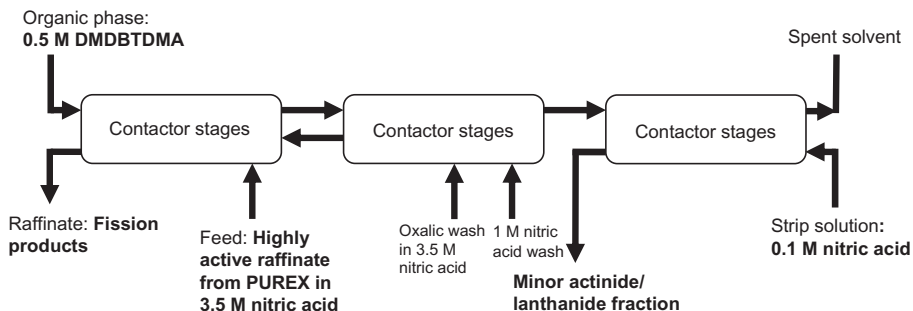 Organic phase:
0.5 M DMDBTDMA
Spent solvent
Contactor stages
Contactor stages
Contactor stages
Raffinate: Fission
products
Feed: Highly
active raffinate
from PUREX in
3.5 M nitric acid
Oxalic wash
in 3.5 M
nitric acid
1 M nitric
acid wash
Minor actinide/
lanthanide fraction
Strip solution:
0.1 M nitric acid